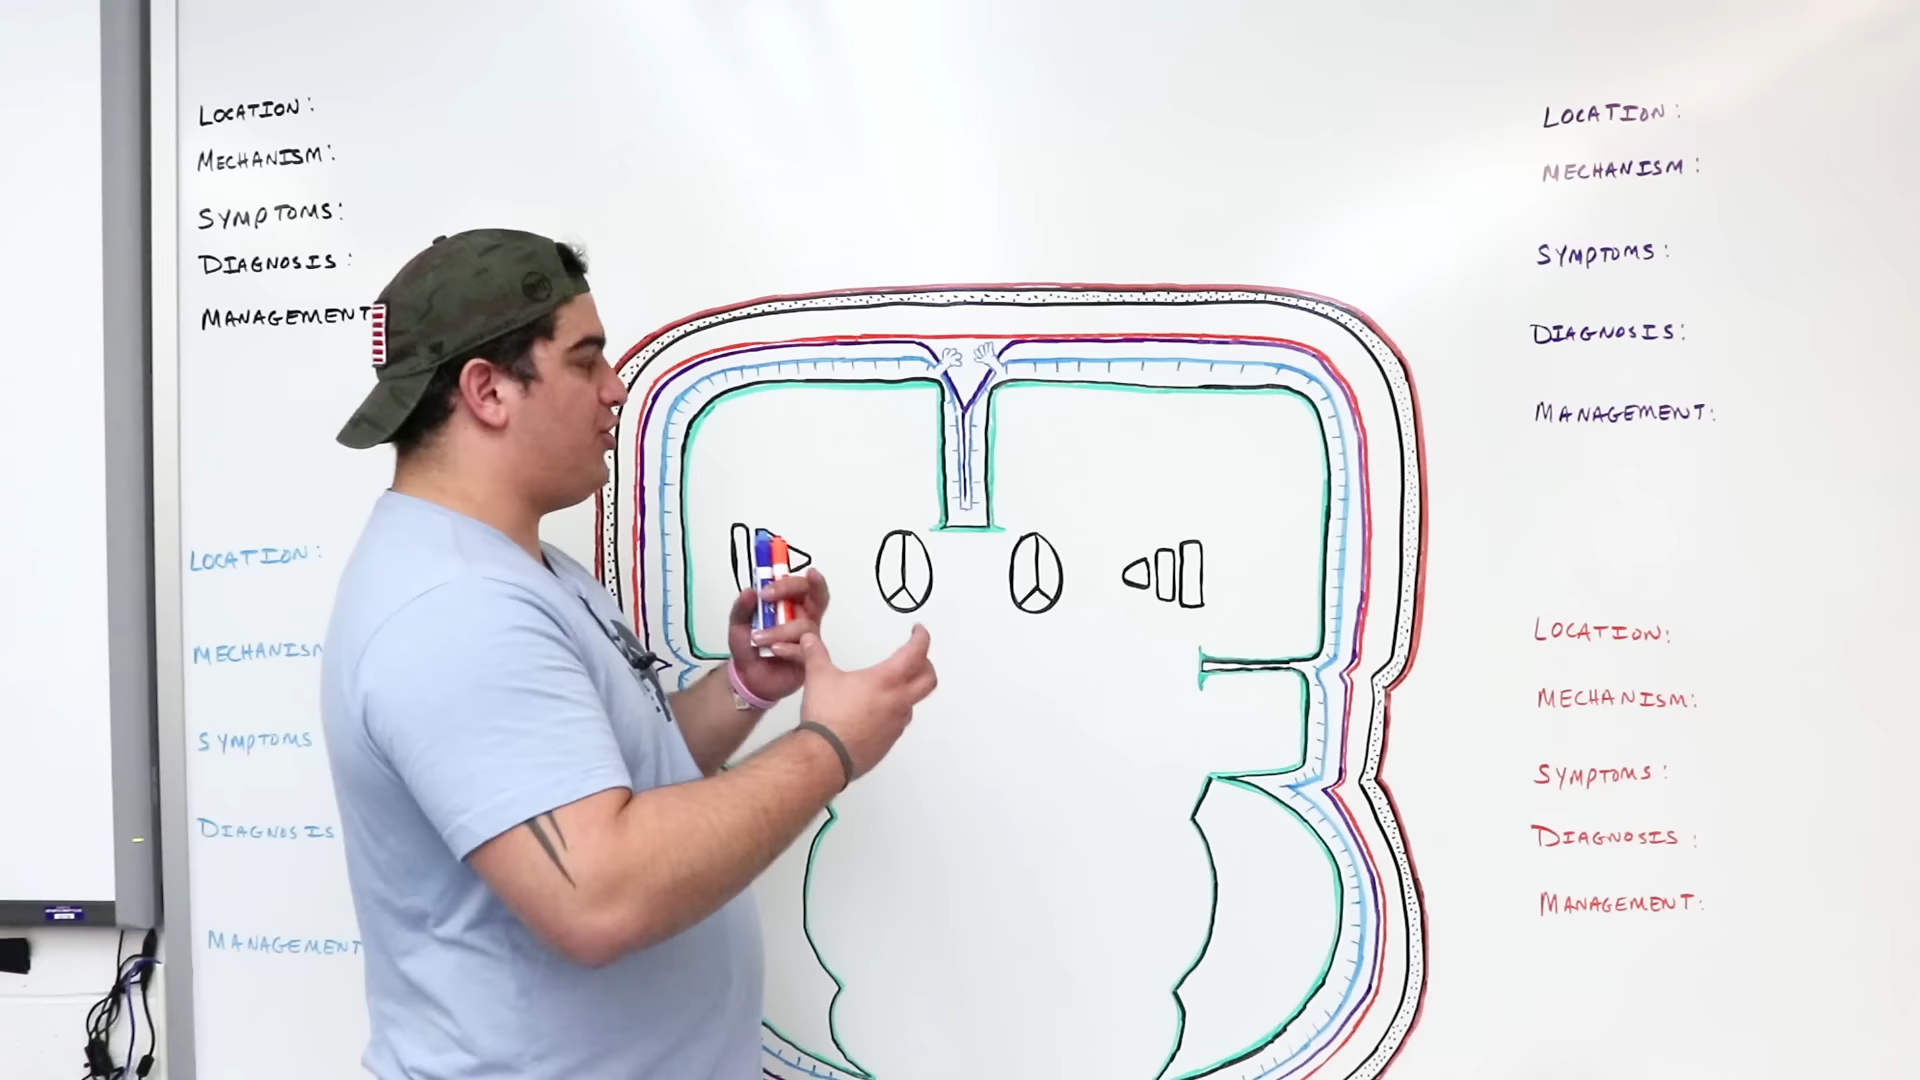 LOCATION:
MECHANISM:
SYMPTOMS:
DIAGNOSIS:
MANAGEMENT
LOCATION:
MECHANISM
SYMPTOMS
DIAGNOSIS
MANAGEMENT
LOCATION:
MECHANISM:
SYMPTOMS:
DIAGNOSIS:
MANAGEMENT:
LOCATION:
MECHANISM:
SYMPTOMS:
DIAGNOSIS:
MANAGEMENT: